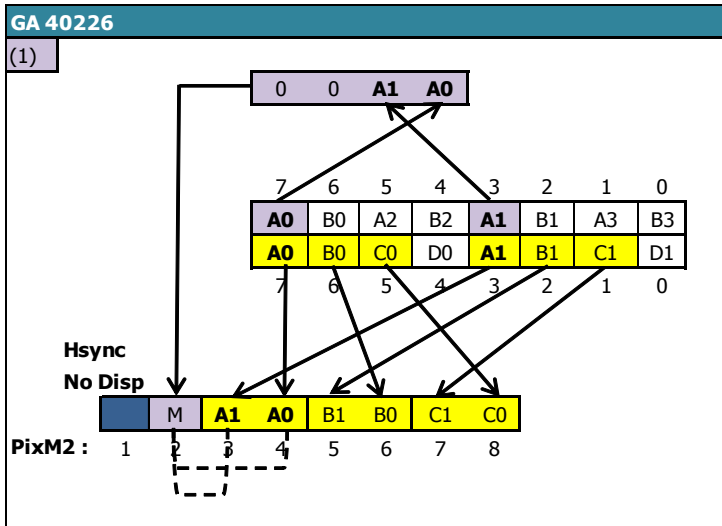 GA 40226
(1)
0 0 A1 A0
7 6 5 4 3 2 1 0
A0 B0 A2 B2 A1 B1 A3 B3
A0 B0 C0 D0 A1 B1 C1 D1
7 6 5 4 3 2 1 0
Hsync
No Disp
M A1 A0 B1 B0 C1 C0
PixM2 : 1 2 3 4 5 6 7 8